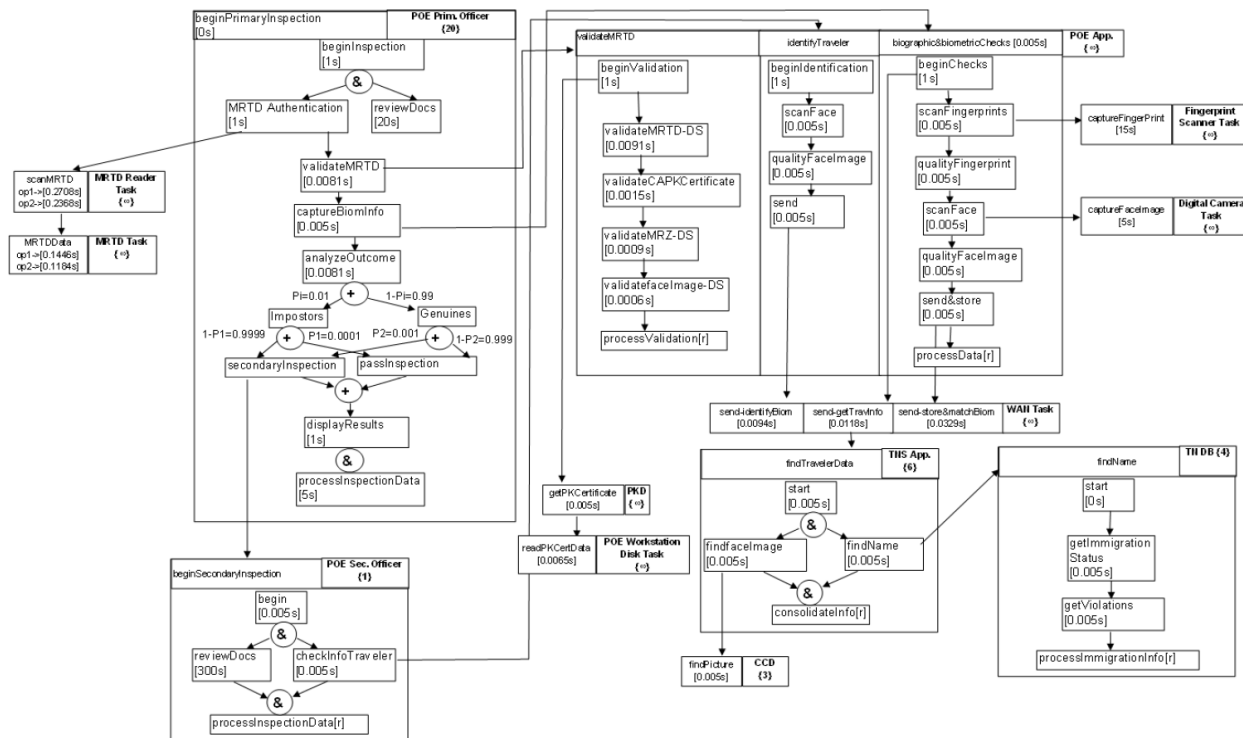 beginPrimaryInspection
[0s]
POE Prim. Officer
{20}
beginInspection
[1s]
&
MRTD Authentication
[1s]
reviewDocs
[20s]
validateMRTD
[0.0081s]
captureBiomInfo
[0.005s]
analyzeOutcome
[0.0081s]
+
Pi=0.01
1-Pi=0.99
Impostors
Genuines
1-P1=0.9999
+
P1=0.0001
P2=0.001
+
1-P2=0.999
secondaryInspection
passInspection
+
displayResults
[1s]
&
processInspectionData
[5s]
scanMRTD
op1->[0.2708s]
op2->[0.2368s]
MRTD Reader
Task
{∞}
MRTDData
op1->[0.1446s]
op2->[0.1184s]
MRTD Task
{∞}
beginSecondaryInspection
POE Sec. Officer
{1}
begin
[0.005s]
&
reviewDocs
[300s]
checkInfoTraveler
[0.005s]
&
processInspectionData[r]
validateMRTD
identifyTraveler
biographic&biometricChecks [0.005s]
POE App.
{∞}
beginValidation
[1s]
validateMRTD-DS
[0.0091s]
validateCAPKCertificate
[0.0015s]
validateMRZ-DS
[0.0009s]
validatefaceImage-DS
[0.0006s]
processValidation[r]
beginIdentification
[1s]
scanFace
[0.005s]
qualityFaceImage
[0.005s]
send
[0.005s]
beginChecks
[1s]
scanFingerprints
[0.005s]
qualityFingerprint
[0.005s]
scanFace
[0.005s]
qualityFaceImage
[0.005s]
send&store
[0.005s]
processData[r]
captureFingerPrint
[15s]
Fingerprint
Scanner Task
{∞}
captureFaceImage
[5s]
Digital Camera
Task
{∞}
send-identifyBiom
[0.0094s]
send-getTravInfo
[0.0118s]
send-store&matchBiom
[0.0329s]
WAN Task
{∞}
getPKCertificate
[0.005s]
PKD
{∞}
readPKCertData
[0.0065s]
POE Workstation
Disk Task
{∞}
findTravelerData
TNS App.
{6}
start
[0.005s]
&
findfaceImage
[0.005s]
findName
[0.005s]
&
consolidateInfo[r]
findPicture
[0.005s]
CCD
{3}
findName
TN DB {4}
start
[0s]
getImmigration
Status
[0.005s]
getViolations
[0.005s]
processImmigrationInfo[r]